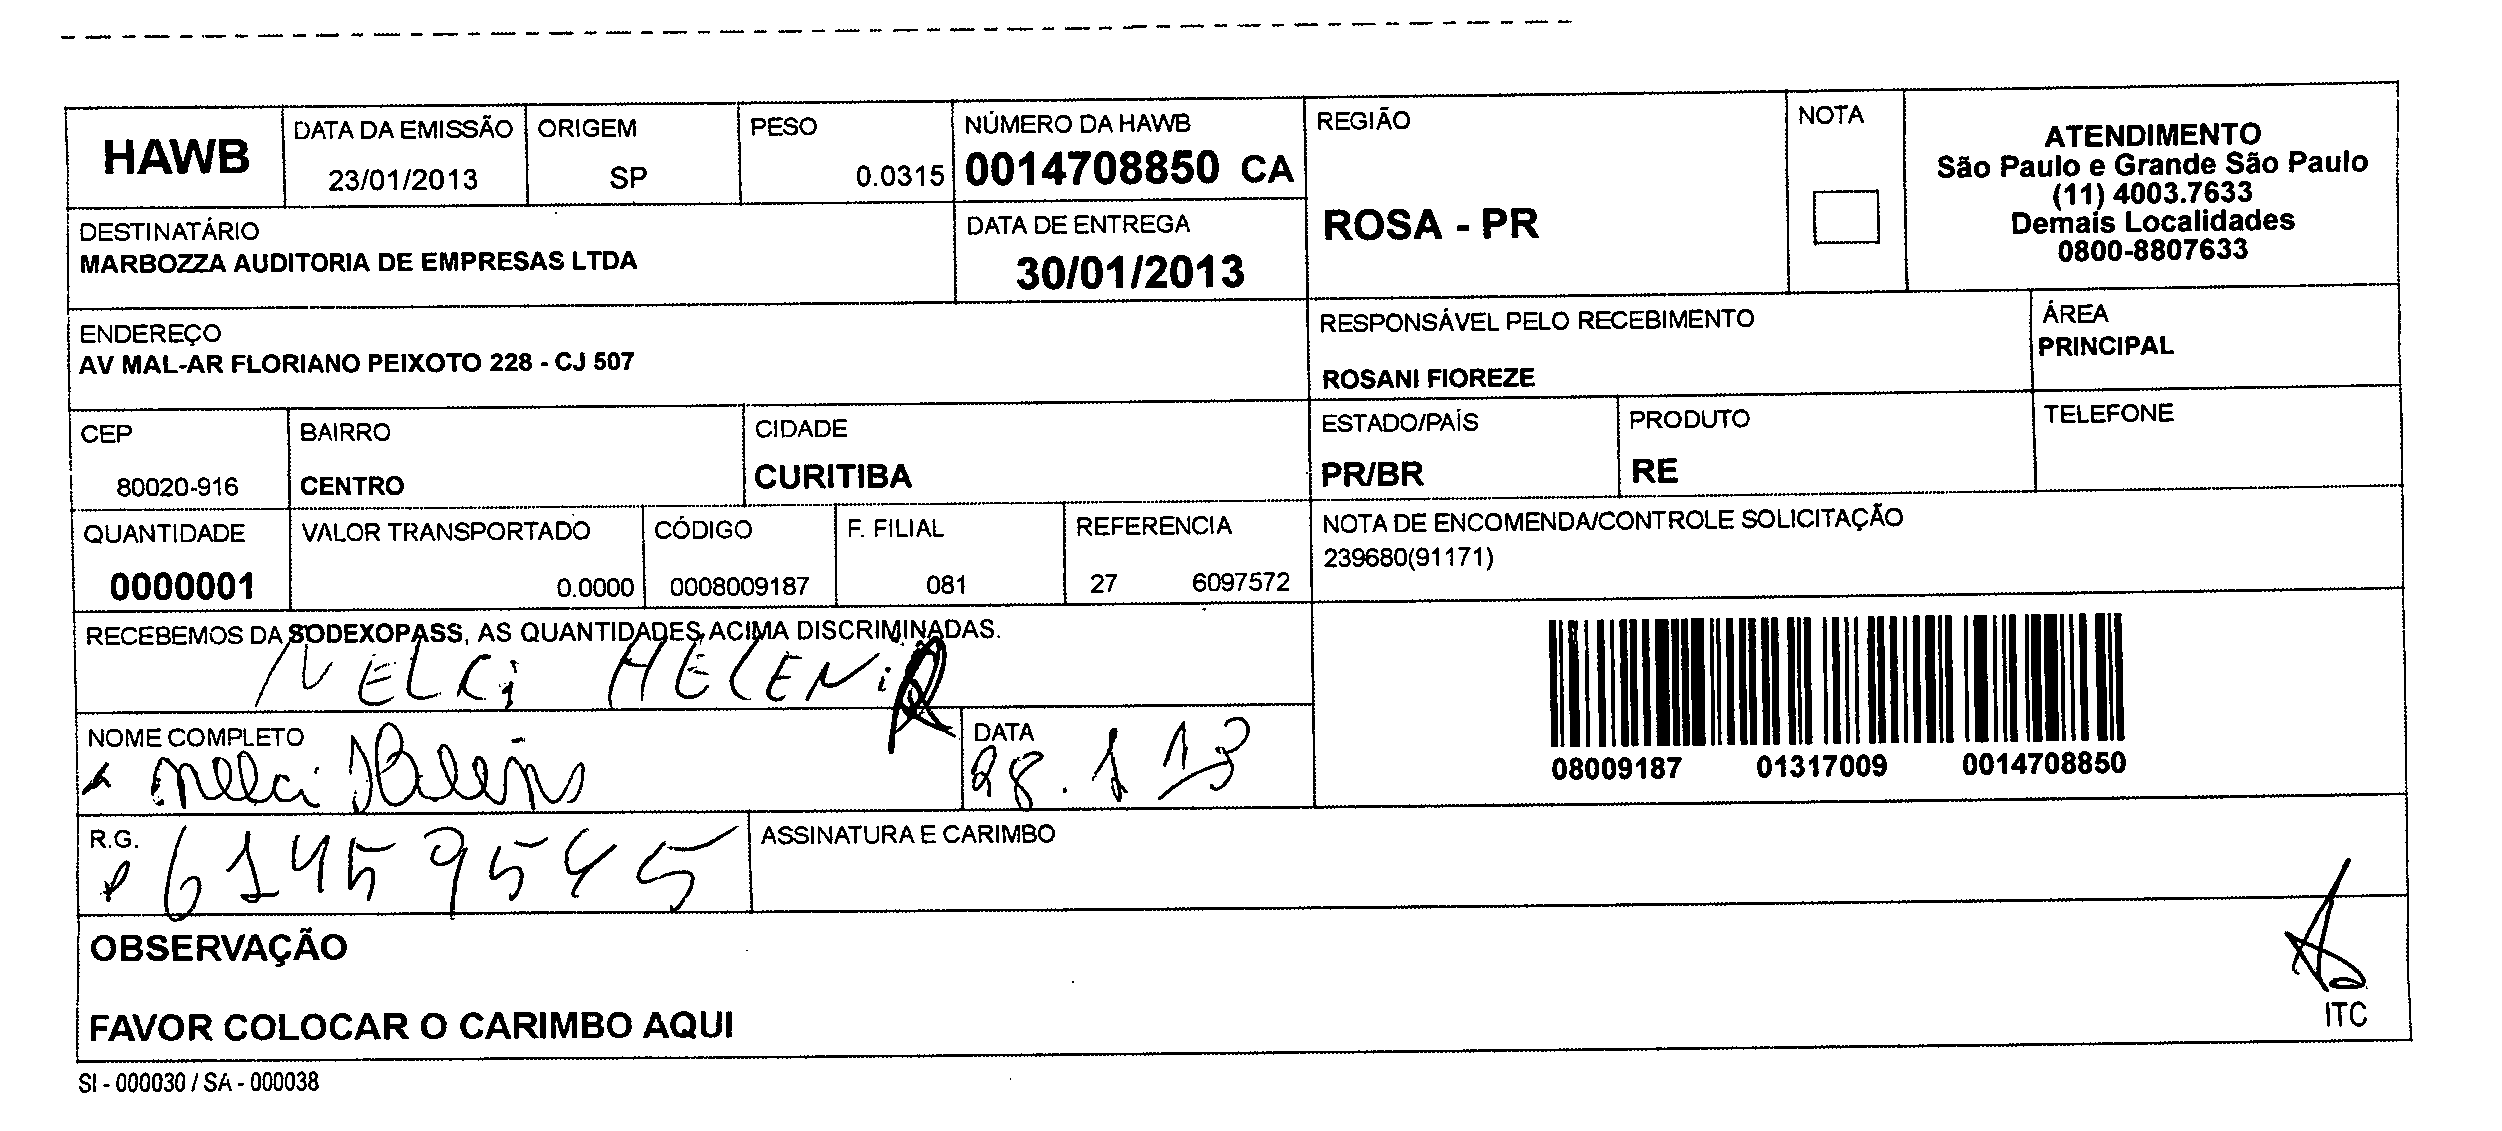 HAWB
DATA DA EMISSÃO
23/01/2013
ORIGEM
SP
PESO
0.0315
NÚMERO DA HAWB
0014708850 CA
REGIÃO
ROSA - PR
NOTA
ATENDIMENTO
São Paulo e Grande São Paulo
(11) 4003.7633
Demais Localidades
0800-8807633
DESTINATÁRIO
MARBOZZA AUDITORIA DE EMPRESAS LTDA
DATA DE ENTREGA
30/01/2013
ENDEREÇO
AV MAL-AR FLORIANO PEIXOTO 228 - CJ 507
RESPONSÁVEL PELO RECEBIMENTO
ROSANI FIOREZE
ÁREA
PRINCIPAL
CEP
80020-916
BAIRRO
CENTRO
CIDADE
CURITIBA
ESTADO/PAÍS
PR/BR
PRODUTO
RE
TELEFONE
QUANTIDADE
0000001
VALOR TRANSPORTADO
0.0000
CÓDIGO
0008009187
F. FILIAL
081
REFERENCIA
27 6097572
NOTA DE ENCOMENDA/CONTROLE SOLICITAÇÃO
239680(91171)
RECEBEMOS DA SODEXOPASS, AS QUANTIDADES ACIMA DISCRIMINADAS.
NELCi HELENiR
08009187 01317009 0014708850
NOME COMPLETO
Nelci
DATA
28.1 13
R.G.
61459545
ASSINATURA E CARIMBO
OBSERVAÇÃO
FAVOR COLOCAR O CARIMBO AQUI
ITC
SI - 000030 / SA - 000038